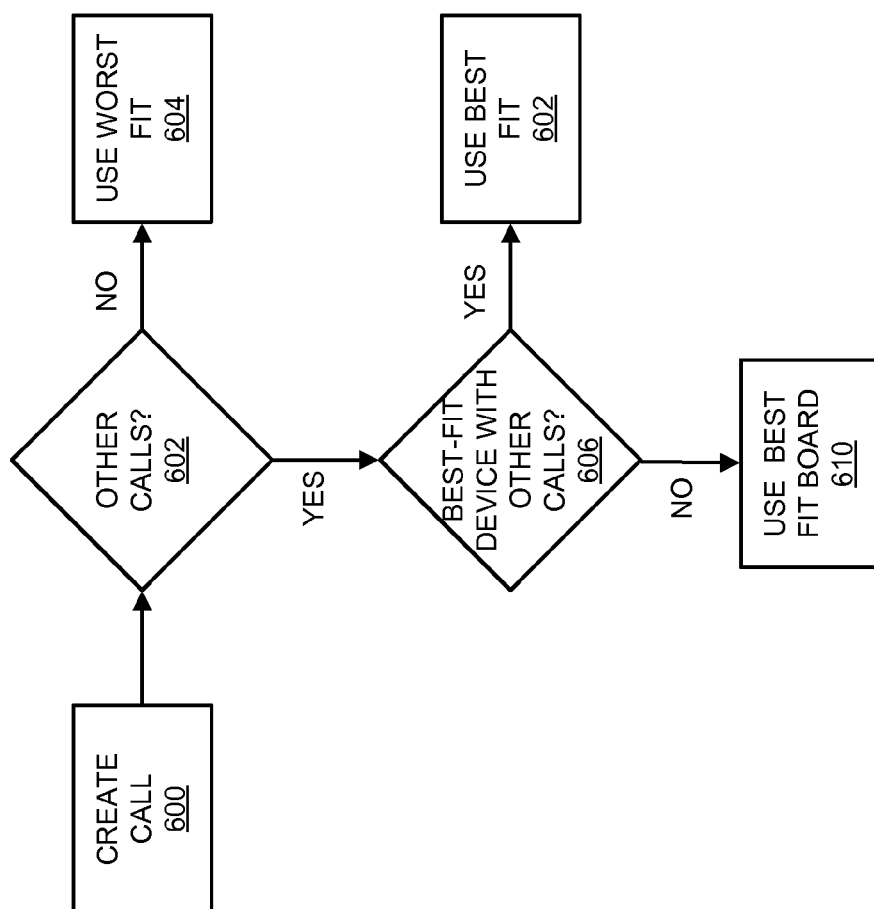 CREATE
CALL
600
OTHER
CALLS?
602
NO
USE WORST
FIT
604
YES
BEST-FIT
DEVICE WITH
OTHER
CALLS?
606
YES
USE BEST
FIT
602
NO
USE BEST
FIT BOARD
610